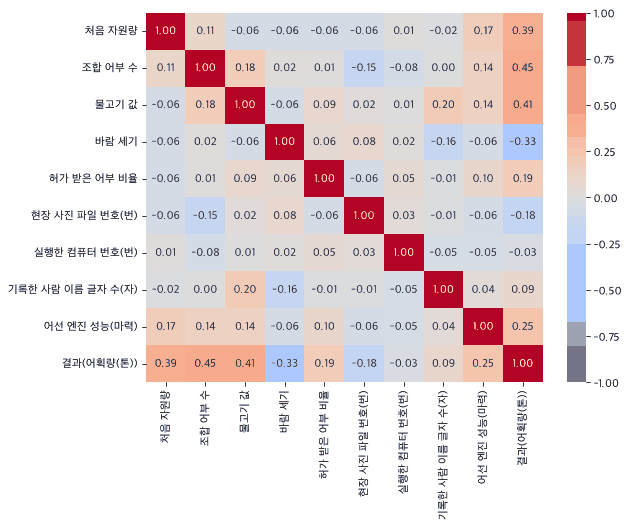 처음 자원량 1.00 0.11 -0.06 -0.06 -0.06 -0.06 0.01 -0.02 0.17 0.39
조합 어부 수 0.11 1.00 0.18 0.02 0.01 -0.15 -0.08 0.00 0.14 0.45
물고기 값 -0.06 0.18 1.00 -0.06 0.09 0.02 0.01 0.20 0.14 0.41
바람 세기 -0.06 0.02 -0.06 1.00 0.06 0.08 0.02 -0.16 -0.06 -0.33
허가 받은 어부 비율 -0.06 0.01 0.09 0.06 1.00 -0.06 0.05 -0.01 0.10 0.19
현장 사진 파일 번호(번) -0.06 -0.15 0.02 0.08 -0.06 1.00 0.03 -0.01 -0.06 -0.18
실행한 컴퓨터 번호(번) 0.01 -0.08 0.01 0.02 0.05 0.03 1.00 -0.05 -0.05 -0.03
기록한 사람 이름 글자 수(자) -0.02 0.00 0.20 -0.16 -0.01 -0.01 -0.05 1.00 0.04 0.09
어선 엔진 성능(마력) 0.17 0.14 0.14 -0.06 0.10 -0.06 -0.05 0.04 1.00 0.25
결과(어획량(톤)) 0.39 0.45 0.41 -0.33 0.19 -0.18 -0.03 0.09 0.25 1.00
처음 자원량
조합 어부 수
물고기 값
바람 세기
허가 받은 어부 비율
현장 사진 파일 번호(번)
실행한 컴퓨터 번호(번)
기록한 사람 이름 글자 수(자)
어선 엔진 성능(마력)
결과(어획량(톤))
1.00
0.75
0.50
0.25
0.00
-0.25
-0.50
-0.75
-1.00